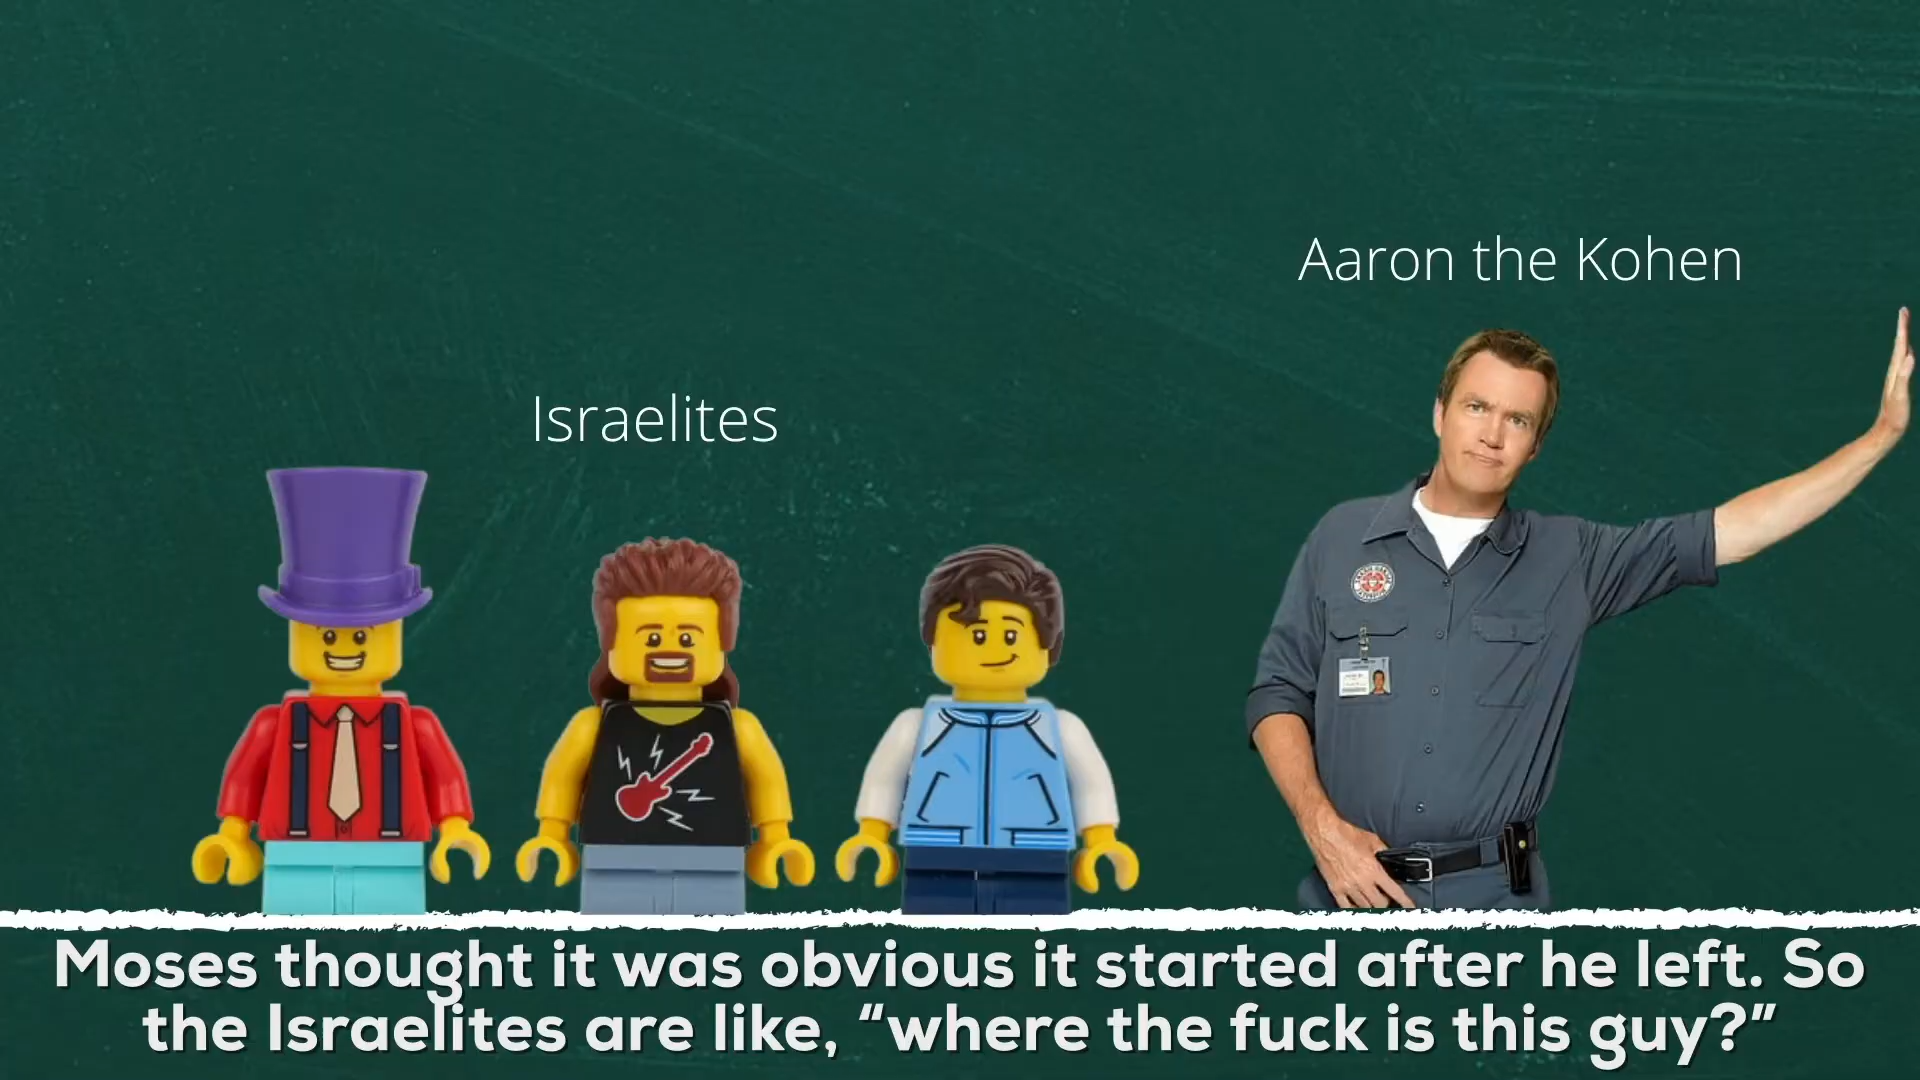 Aaron the Kohen
Israelites
Moses thought it was obvious it started after he left. So
the Israelites are like, “where the fuck is this guy?”